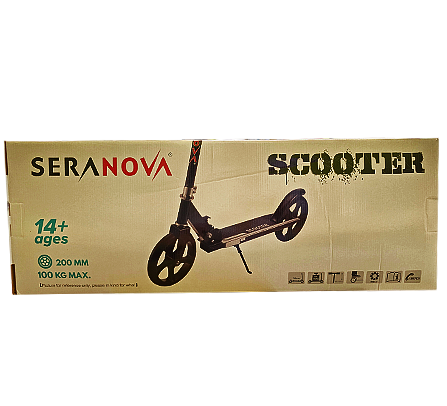 SERANOVA®
SCOOTER
14+
ages
200 MM
100 KG MAX.